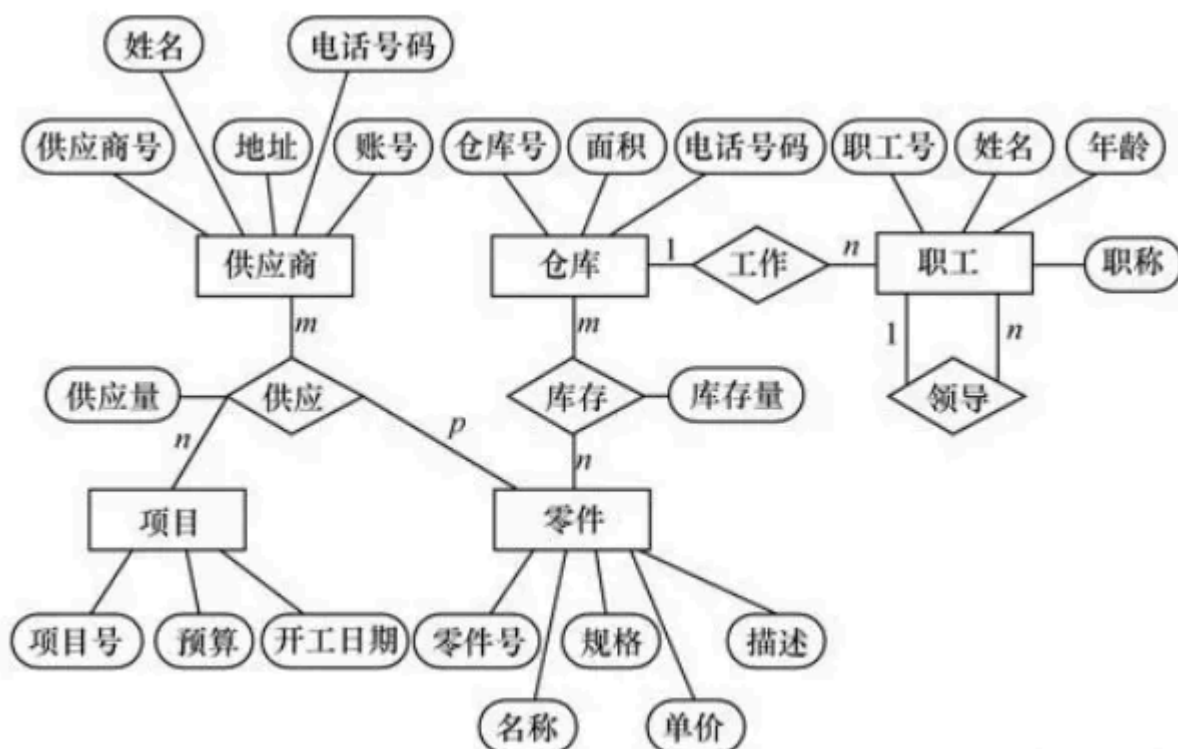 姓名 电话号码
供应商号 地址 账号 仓库号 面积 电话号码 职工号 姓名 年龄
供应商 仓库 1 工作 n 职工 职称
m m 1 n
供应量 供应 库存 库存量 领导
n p n
项目 零件
项目号 预算 开工日期 零件号 规格 描述
名称 单价